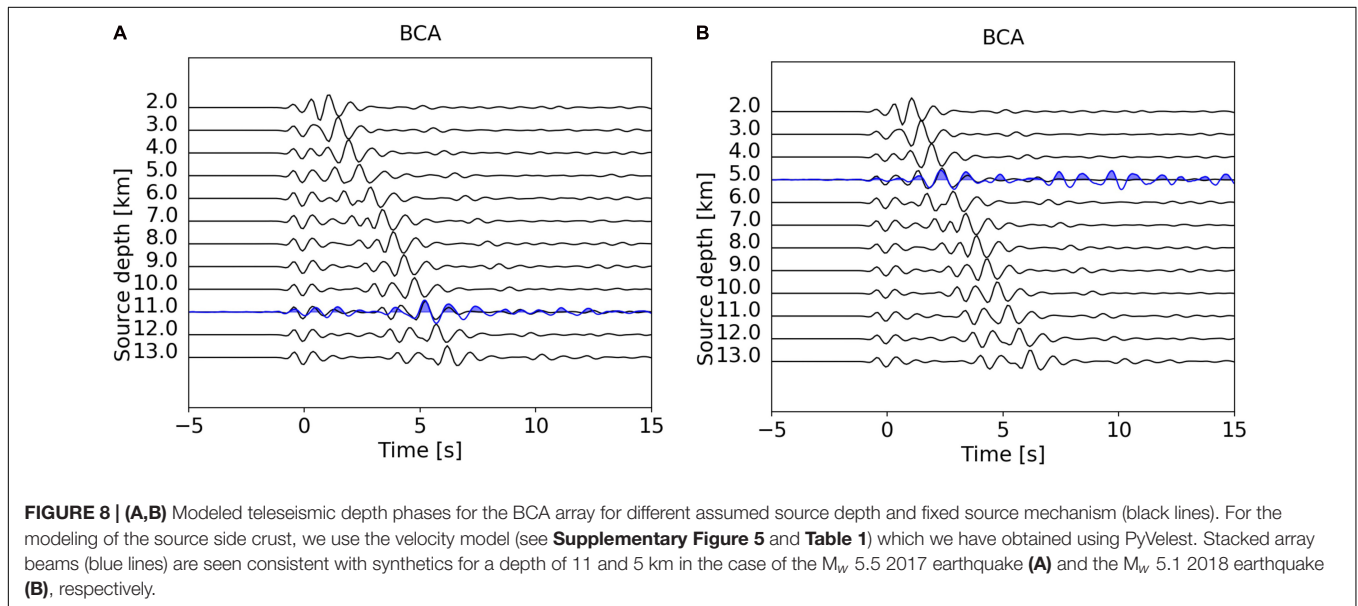 A
BCA
2.0
3.0
4.0
5.0
6.0
7.0
8.0
9.0
10.0
11.0
12.0
13.0
Source depth [km]
−5
0
5
10
15
Time [s]
B
BCA
2.0
3.0
4.0
5.0
6.0
7.0
8.0
9.0
10.0
11.0
12.0
13.0
Source depth [km]
−5
0
5
10
15
Time [s]
FIGURE 8 | (A,B) Modeled teleseismic depth phases for the BCA array for different assumed source depth and fixed source mechanism (black lines). For the
modeling of the source side crust, we use the velocity model (see Supplementary Figure 5 and Table 1) which we have obtained using PyVelest. Stacked array
beams (blue lines) are seen consistent with synthetics for a depth of 11 and 5 km in the case of the Mw 5.5 2017 earthquake (A) and the Mw 5.1 2018 earthquake
(B), respectively.